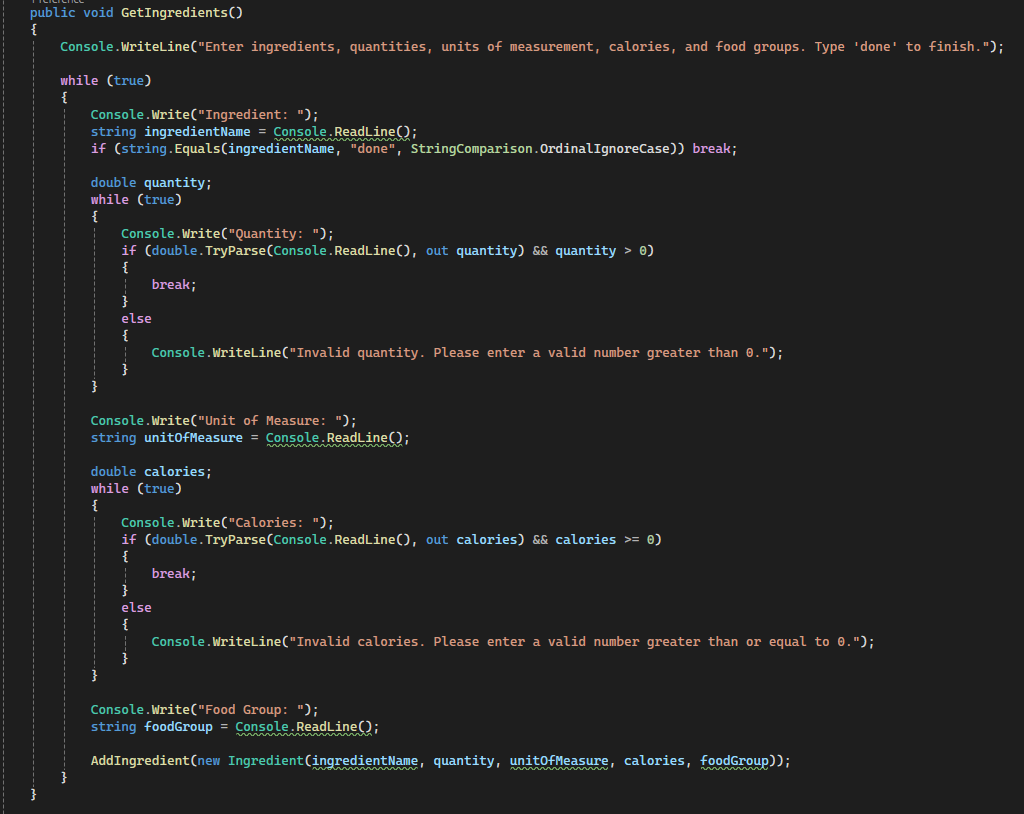 public void GetIngredients()
{
Console.WriteLine("Enter ingredients, quantities, units of measurement, calories, and food groups. Type 'done' to finish.");
while (true)
{
Console.Write("Ingredient: ");
string ingredientName = Console.ReadLine();
if (string.Equals(ingredientName, "done", StringComparison.OrdinalIgnoreCase)) break;
double quantity;
while (true)
{
Console.Write("Quantity: ");
if (double.TryParse(Console.ReadLine(), out quantity) && quantity > 0)
{
break;
}
else
{
Console.WriteLine("Invalid quantity. Please enter a valid number greater than 0.");
}
}
Console.Write("Unit of Measure: ");
string unitOfMeasure = Console.ReadLine();
double calories;
while (true)
{
Console.Write("Calories: ");
if (double.TryParse(Console.ReadLine(), out calories) && calories >= 0)
{
break;
}
else
{
Console.WriteLine("Invalid calories. Please enter a valid number greater than or equal to 0.");
}
}
Console.Write("Food Group: ");
string foodGroup = Console.ReadLine();
AddIngredient(new Ingredient(ingredientName, quantity, unitOfMeasure, calories, foodGroup));
}
}